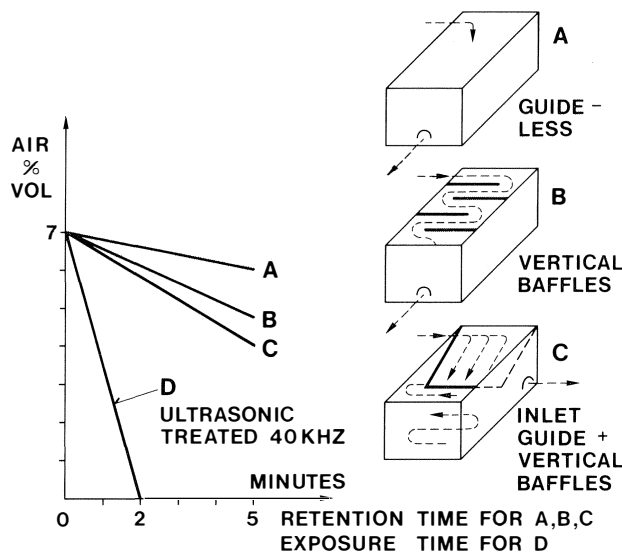 AIR
%
VOL
7
A
B
C
D
ULTRASONIC
TREATED 40KHZ
MINUTES
0 2 5
RETENTION TIME FOR A,B,C
EXPOSURE TIME FOR D
A
GUIDE -
LESS
B
VERTICAL
BAFFLES
C
INLET
GUIDE +
VERTICAL
BAFFLES